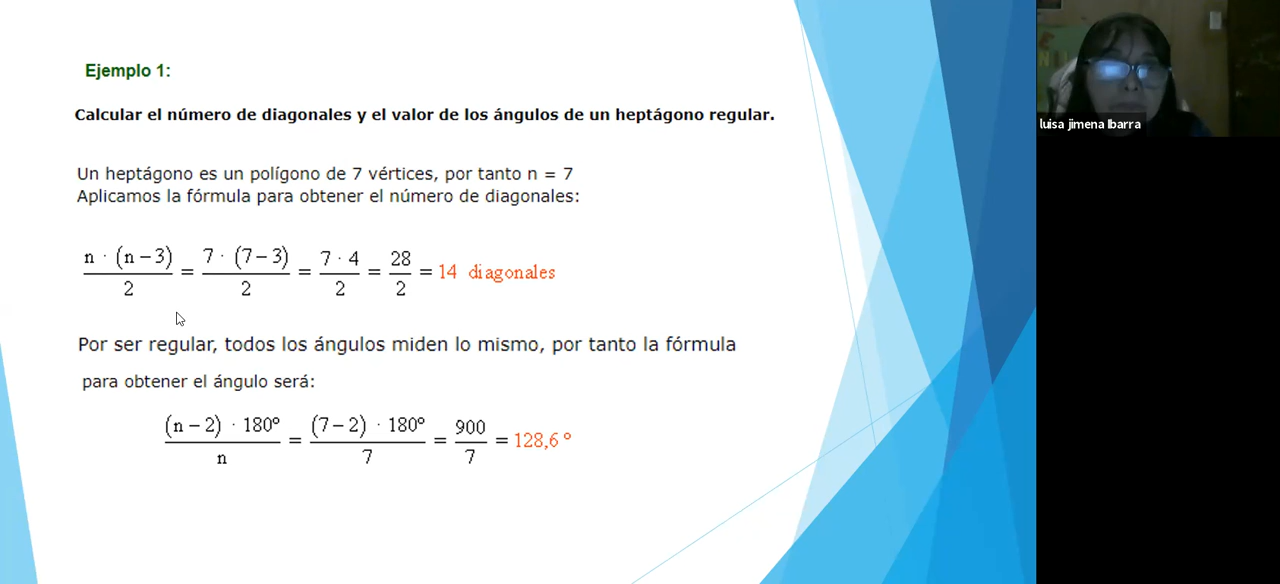 Ejemplo 1:
Calcular el número de diagonales y el valor de los ángulos de un heptágono regular.
Un heptágono es un polígono de 7 vértices, por tanto n = 7
Aplicamos la fórmula para obtener el número de diagonales:
n · (n − 3) / 2 = 7 · (7 − 3) / 2 = 7 · 4 / 2 = 28 / 2 = 14 diagonales
Por ser regular, todos los ángulos miden lo mismo, por tanto la fórmula
para obtener el ángulo será:
(n − 2) · 180º / n = (7 − 2) · 180º / 7 = 900 / 7 = 128,6 º
luisa jimena Ibarra